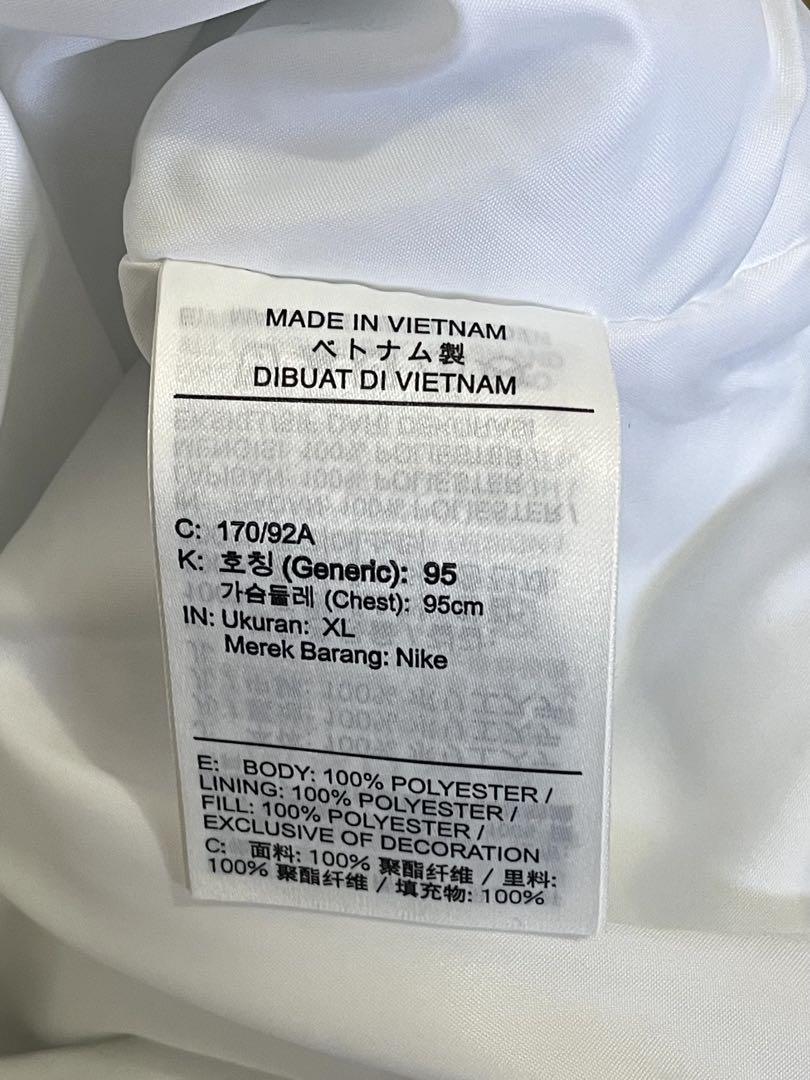 MADE IN VIETNAM
ベトナム製
DIBUAT DI VIETNAM
C: 170/92A
K: 호칭 (Generic): 95
가슴둘레 (Chest): 95cm
IN: Ukuran: XL
Merek Barang: Nike
E: BODY: 100% POLYESTER /
LINING: 100% POLYESTER /
FILL: 100% POLYESTER /
EXCLUSIVE OF DECORATION
C: 面料: 100% 聚酯纤维 / 里料:
100% 聚酯纤维 / 填充物: 100%